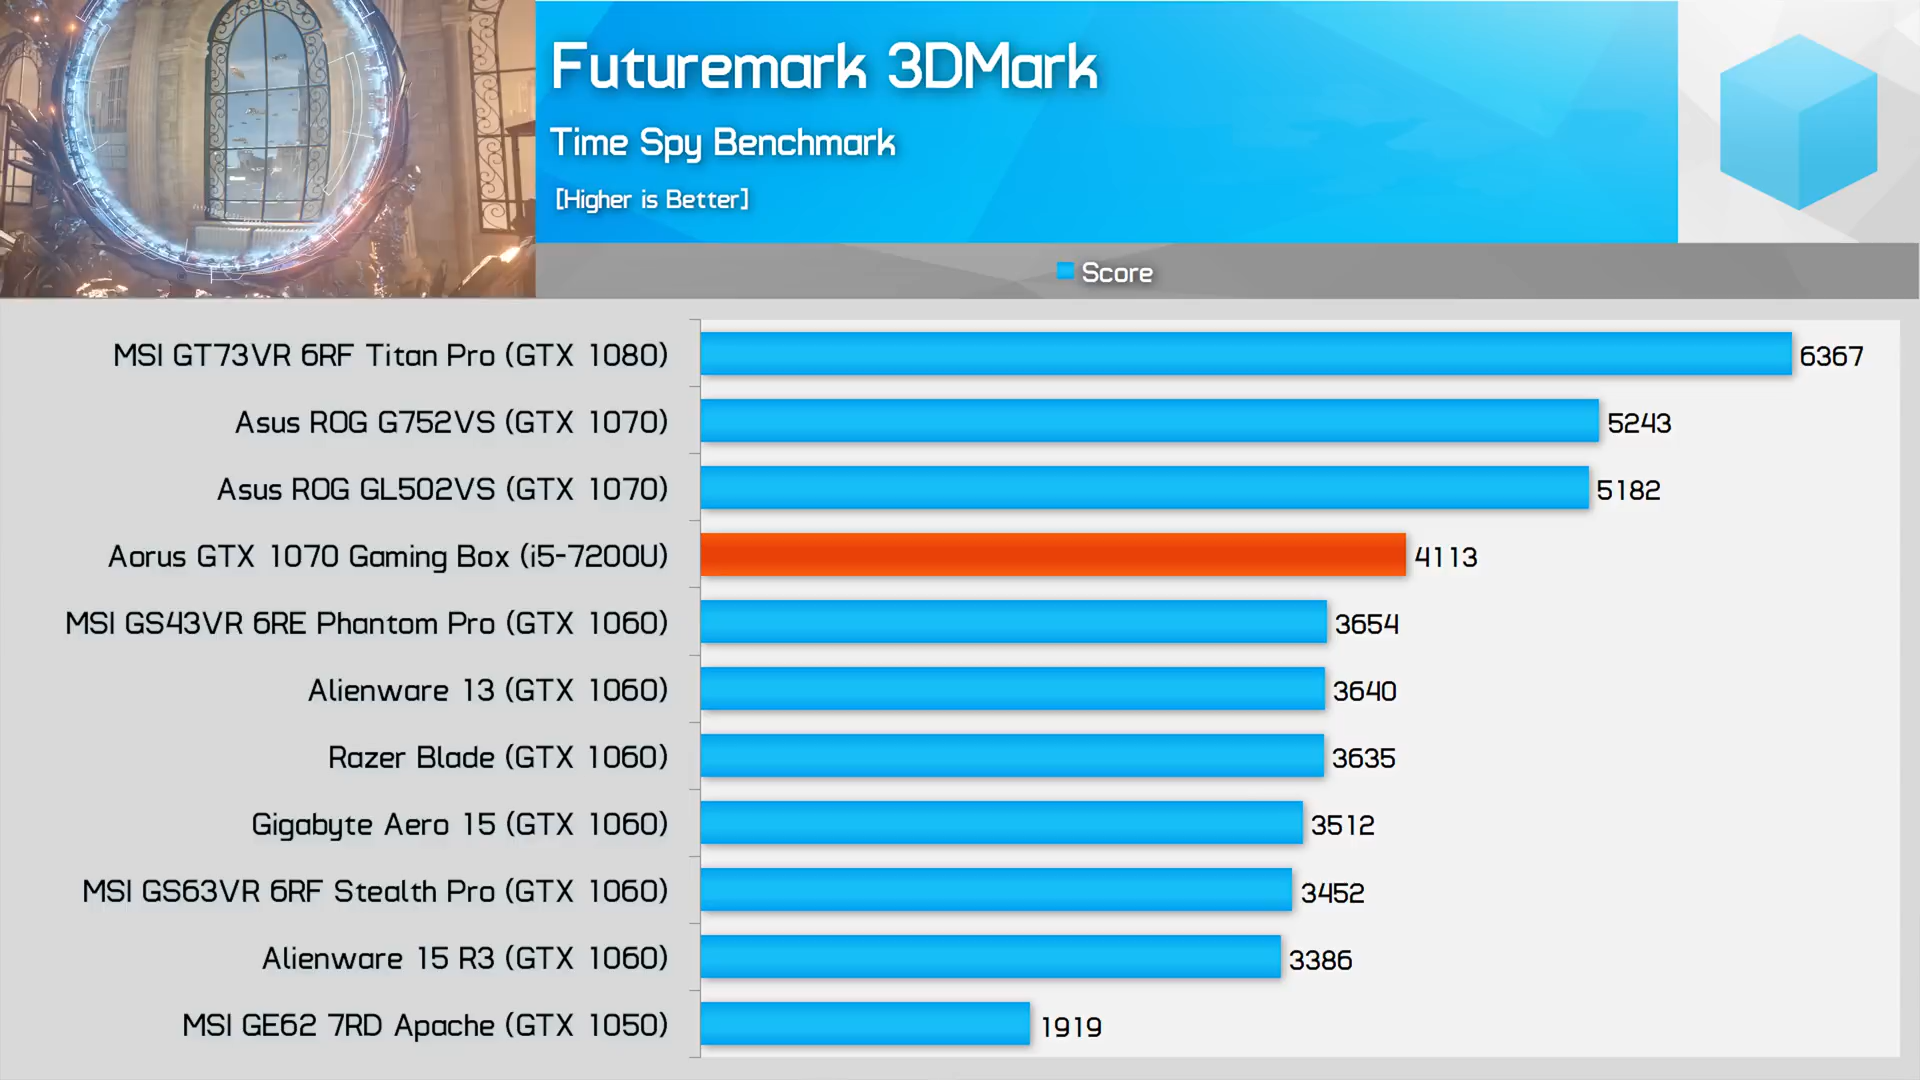 Futuremark 3DMark
Time Spy Benchmark
[Higher is Better]
Score
MSI GT73VR 6RF Titan Pro (GTX 1080) 6367
Asus ROG G752VS (GTX 1070) 5243
Asus ROG GL502VS (GTX 1070) 5182
Aorus GTX 1070 Gaming Box (i5-7200U) 4113
MSI GS43VR 6RE Phantom Pro (GTX 1060) 3654
Alienware 13 (GTX 1060) 3640
Razer Blade (GTX 1060) 3635
Gigabyte Aero 15 (GTX 1060) 3512
MSI GS63VR 6RF Stealth Pro (GTX 1060) 3452
Alienware 15 R3 (GTX 1060) 3386
MSI GE62 7RD Apache (GTX 1050) 1919